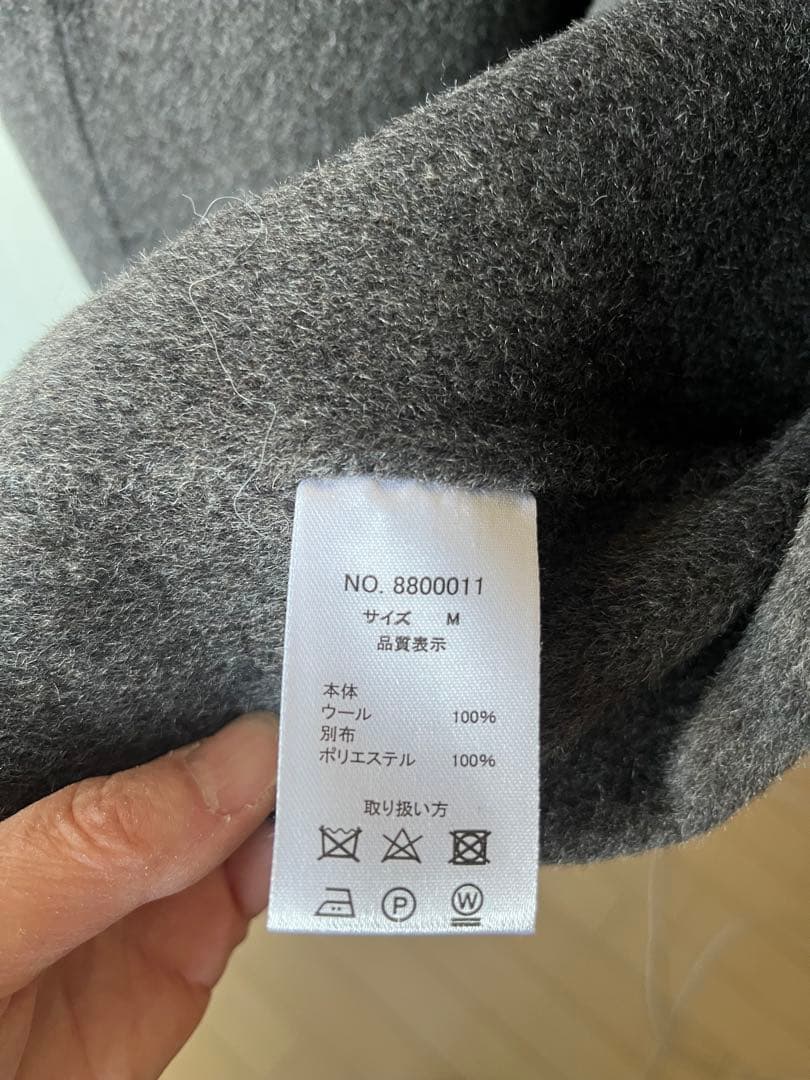 NO. 8800011
サイズ M
品質表示
本体
ウール 100%
別布
ポリエステル 100%
取り扱い方
P
W